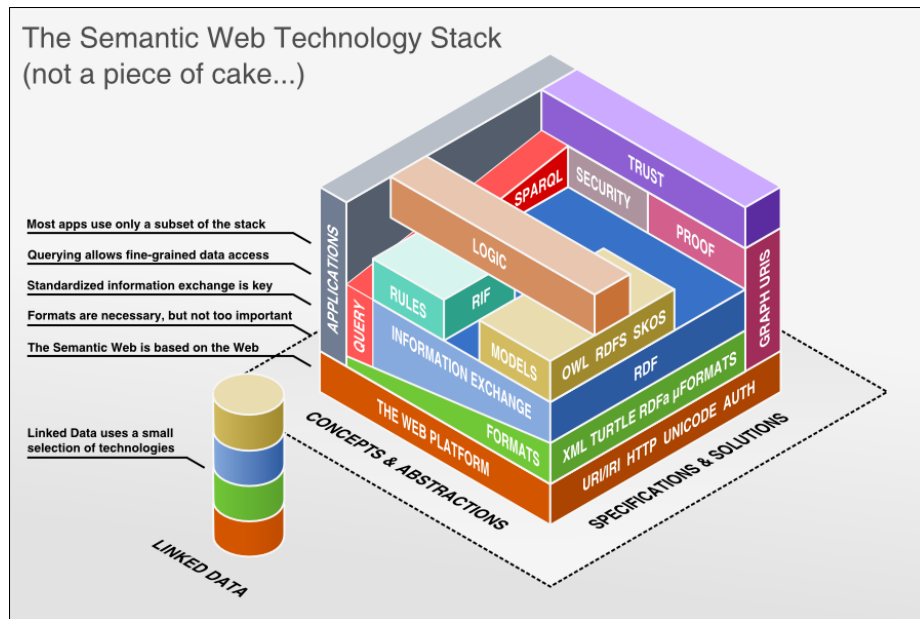 The Semantic Web Technology Stack
(not a piece of cake...)
Most apps use only a subset of the stack
Querying allows fine-grained data access
Standardized information exchange is key
Formats are necessary, but not too important
The Semantic Web is based on the Web
Linked Data uses a small
selection of technologies
LINKED DATA
APPLICATIONS
QUERY
RULES
RIF
LOGIC
SPARQL
SECURITY
TRUST
PROOF
GRAPH URIS
MODELS
OWL RDFS SKOS
INFORMATION EXCHANGE
RDF
FORMATS
XML TURTLE RDFa µFORMATS
THE WEB PLATFORM
URI/IRI HTTP UNICODE AUTH
CONCEPTS & ABSTRACTIONS
SPECIFICATIONS & SOLUTIONS